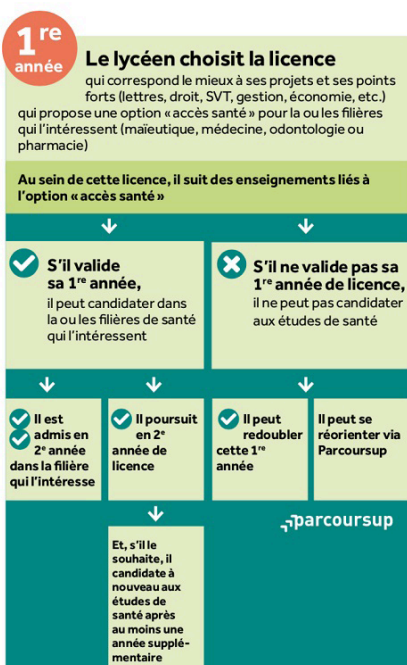 1re
année
Le lycéen choisit la licence
qui correspond le mieux à ses projets et ses points
forts (lettres, droit, SVT, gestion, économie, etc.)
qui propose une option «accès santé» pour la ou les filières
qui l'intéressent (maïeutique, médecine, odontologie ou
pharmacie)
Au sein de cette licence, il suit des enseignements liés à
l'option «accès santé»
S'il valide
sa 1re année,
il peut candidater dans
la ou les filières de santé
qui l'intéressent
S'il ne valide pas sa
1re année de licence,
il ne peut pas candidater
aux études de santé
Il est
admis en
2e année
dans la filière
qui l'intéresse
Il poursuit
en 2e
année de
licence
Il peut
redoubler
cette 1re
année
Il peut se
réorienter via
Parcoursup
Et, s'il le
souhaite, il
candidate à
nouveau aux
études de
santé après
au moins une
année supplé-
mentaire
parcoursup